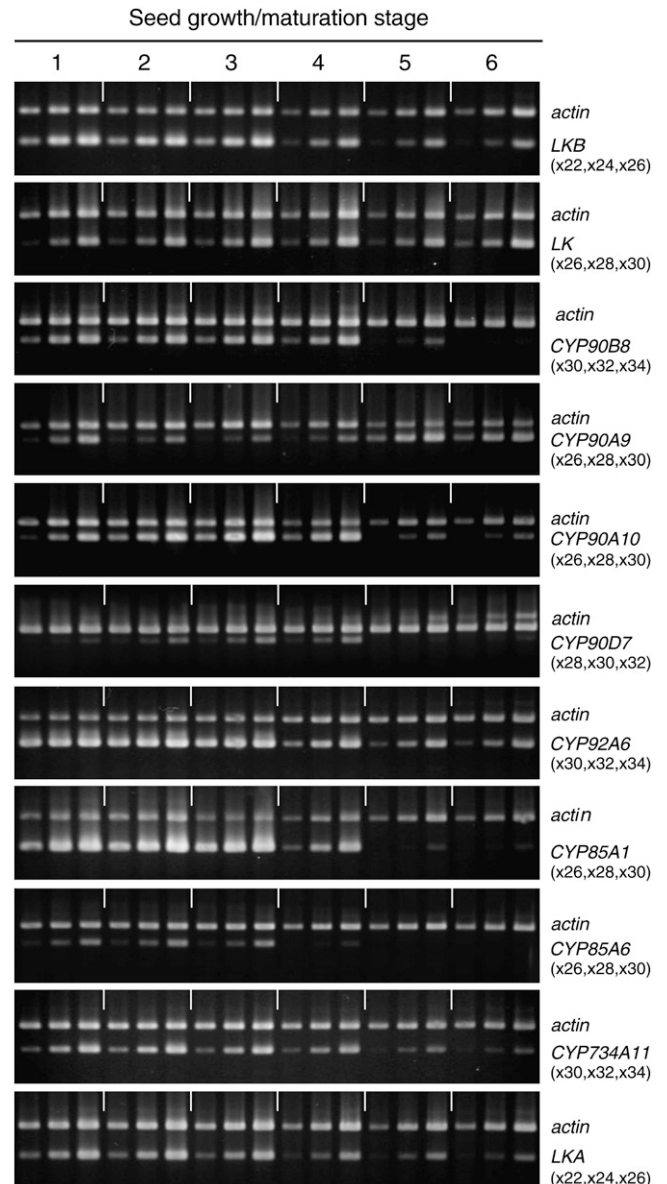 Seed growth/maturation stage
1 2 3 4 5 6
actin
LKB
(x22,x24,x26)
actin
LK
(x26,x28,x30)
actin
CYP90B8
(x30,x32,x34)
actin
CYP90A9
(x26,x28,x30)
actin
CYP90A10
(x26,x28,x30)
actin
CYP90D7
(x28,x30,x32)
actin
CYP92A6
(x30,x32,x34)
actin
CYP85A1
(x26,x28,x30)
actin
CYP85A6
(x26,x28,x30)
actin
CYP734A11
(x30,x32,x34)
actin
LKA
(x22,x24,x26)